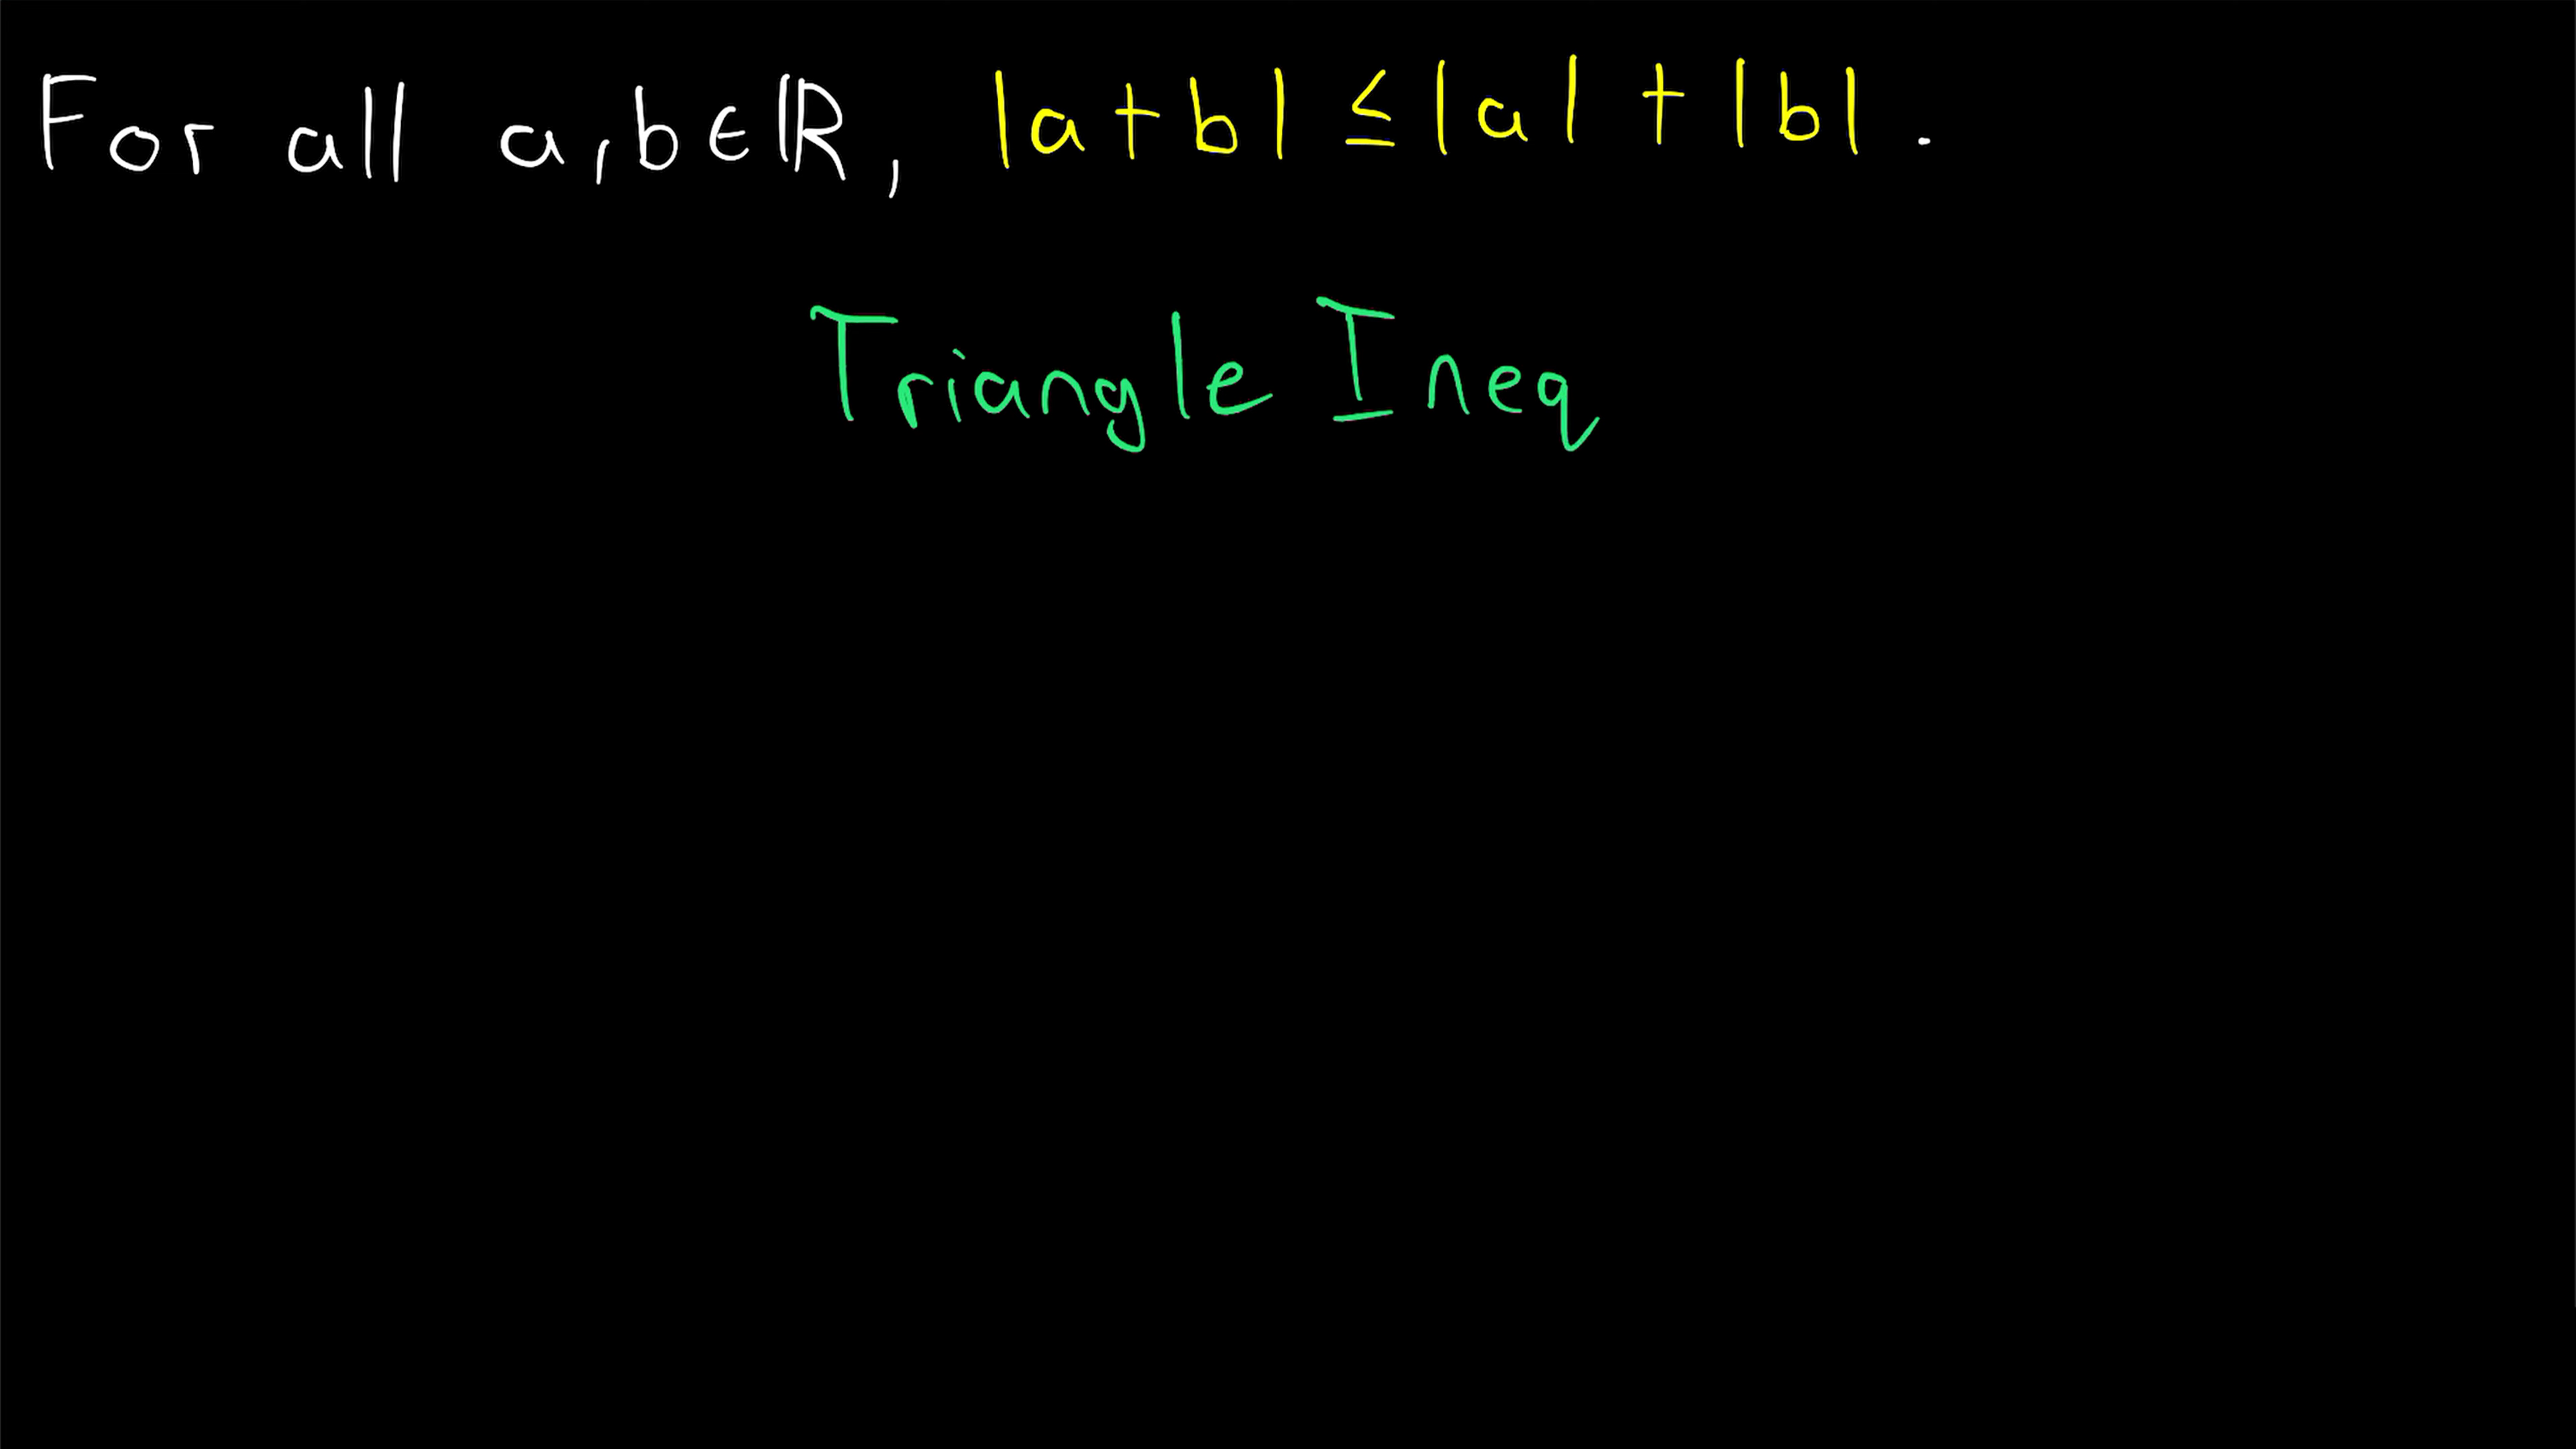 For all a,b∈ℝ, |a+b| ≤ |a| + |b|.
Triangle Ineq